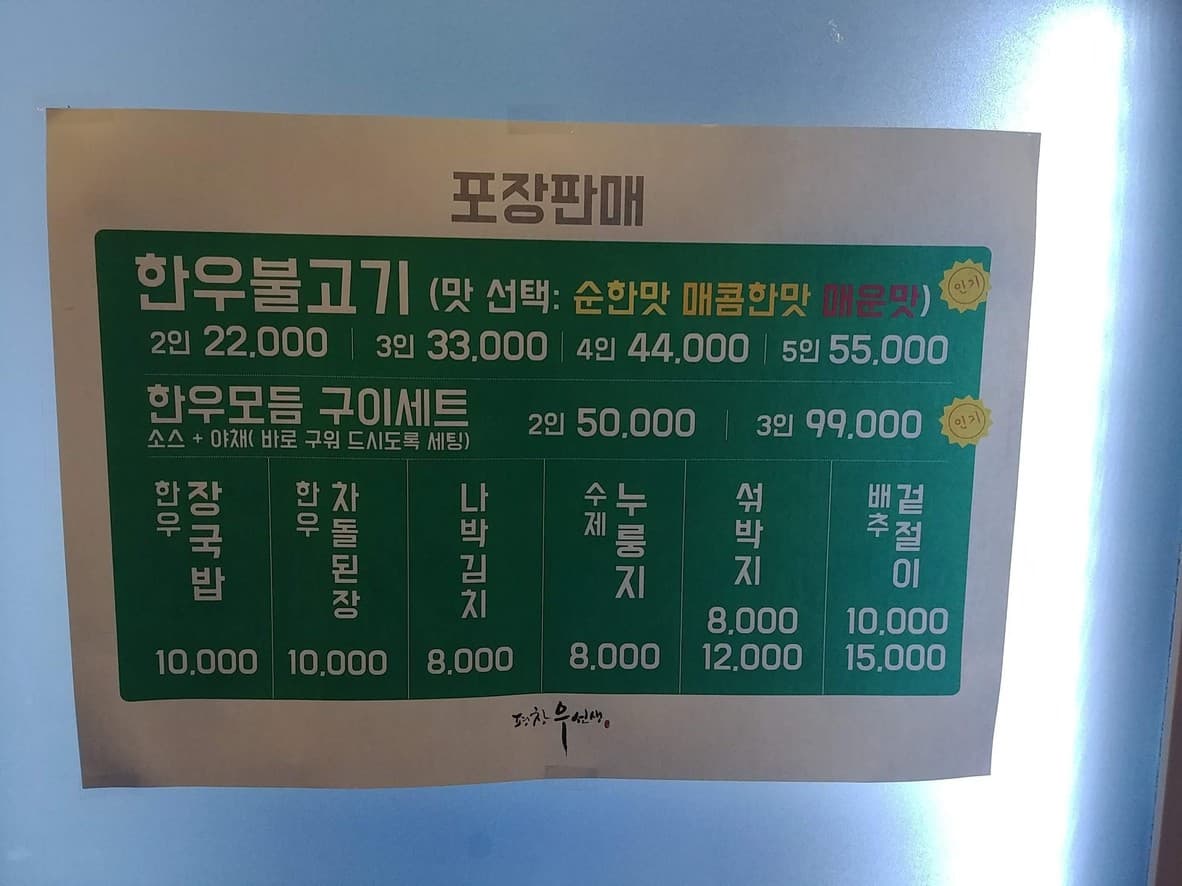 포장판매
한우불고기 (맛 선택: 순한맛 매콤한맛 매운맛) 인기
2인 22,000 3인 33,000 4인 44,000 5인 55,000
한우모듬 구이세트 2인 50,000 3인 99,000 인기
소스 + 야채( 바로 구워 드시도록 세팅)
한우 장국밥
10,000
한우 차돌된장
10,000
나박김치
8,000
수제 누룽지
8,000
섞박지
8,000
12,000
배추 겉절이
10,000
15,000
평창우선생